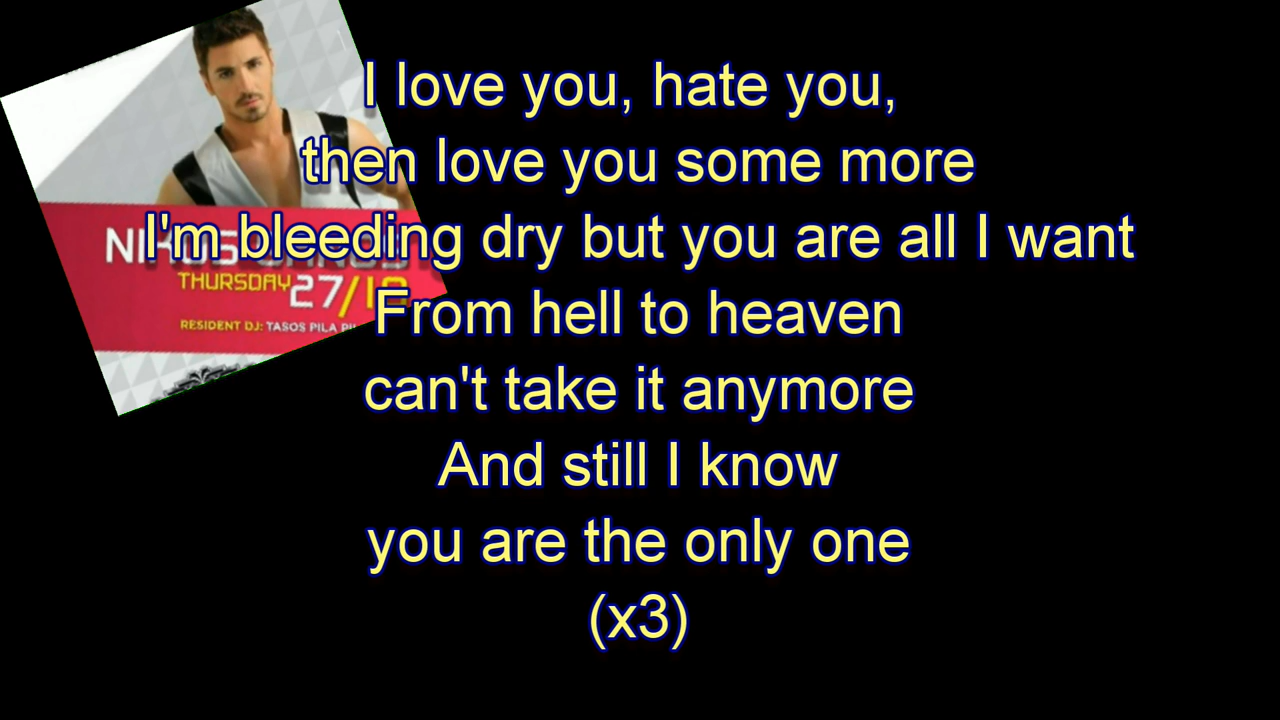 I love you, hate you,
then love you some more
I'm bleeding dry but you are all I want
From hell to heaven
can't take it anymore
And still I know
you are the only one
(x3)
THURSDAY 27/
RESIDENT DJ: TASOS PILA